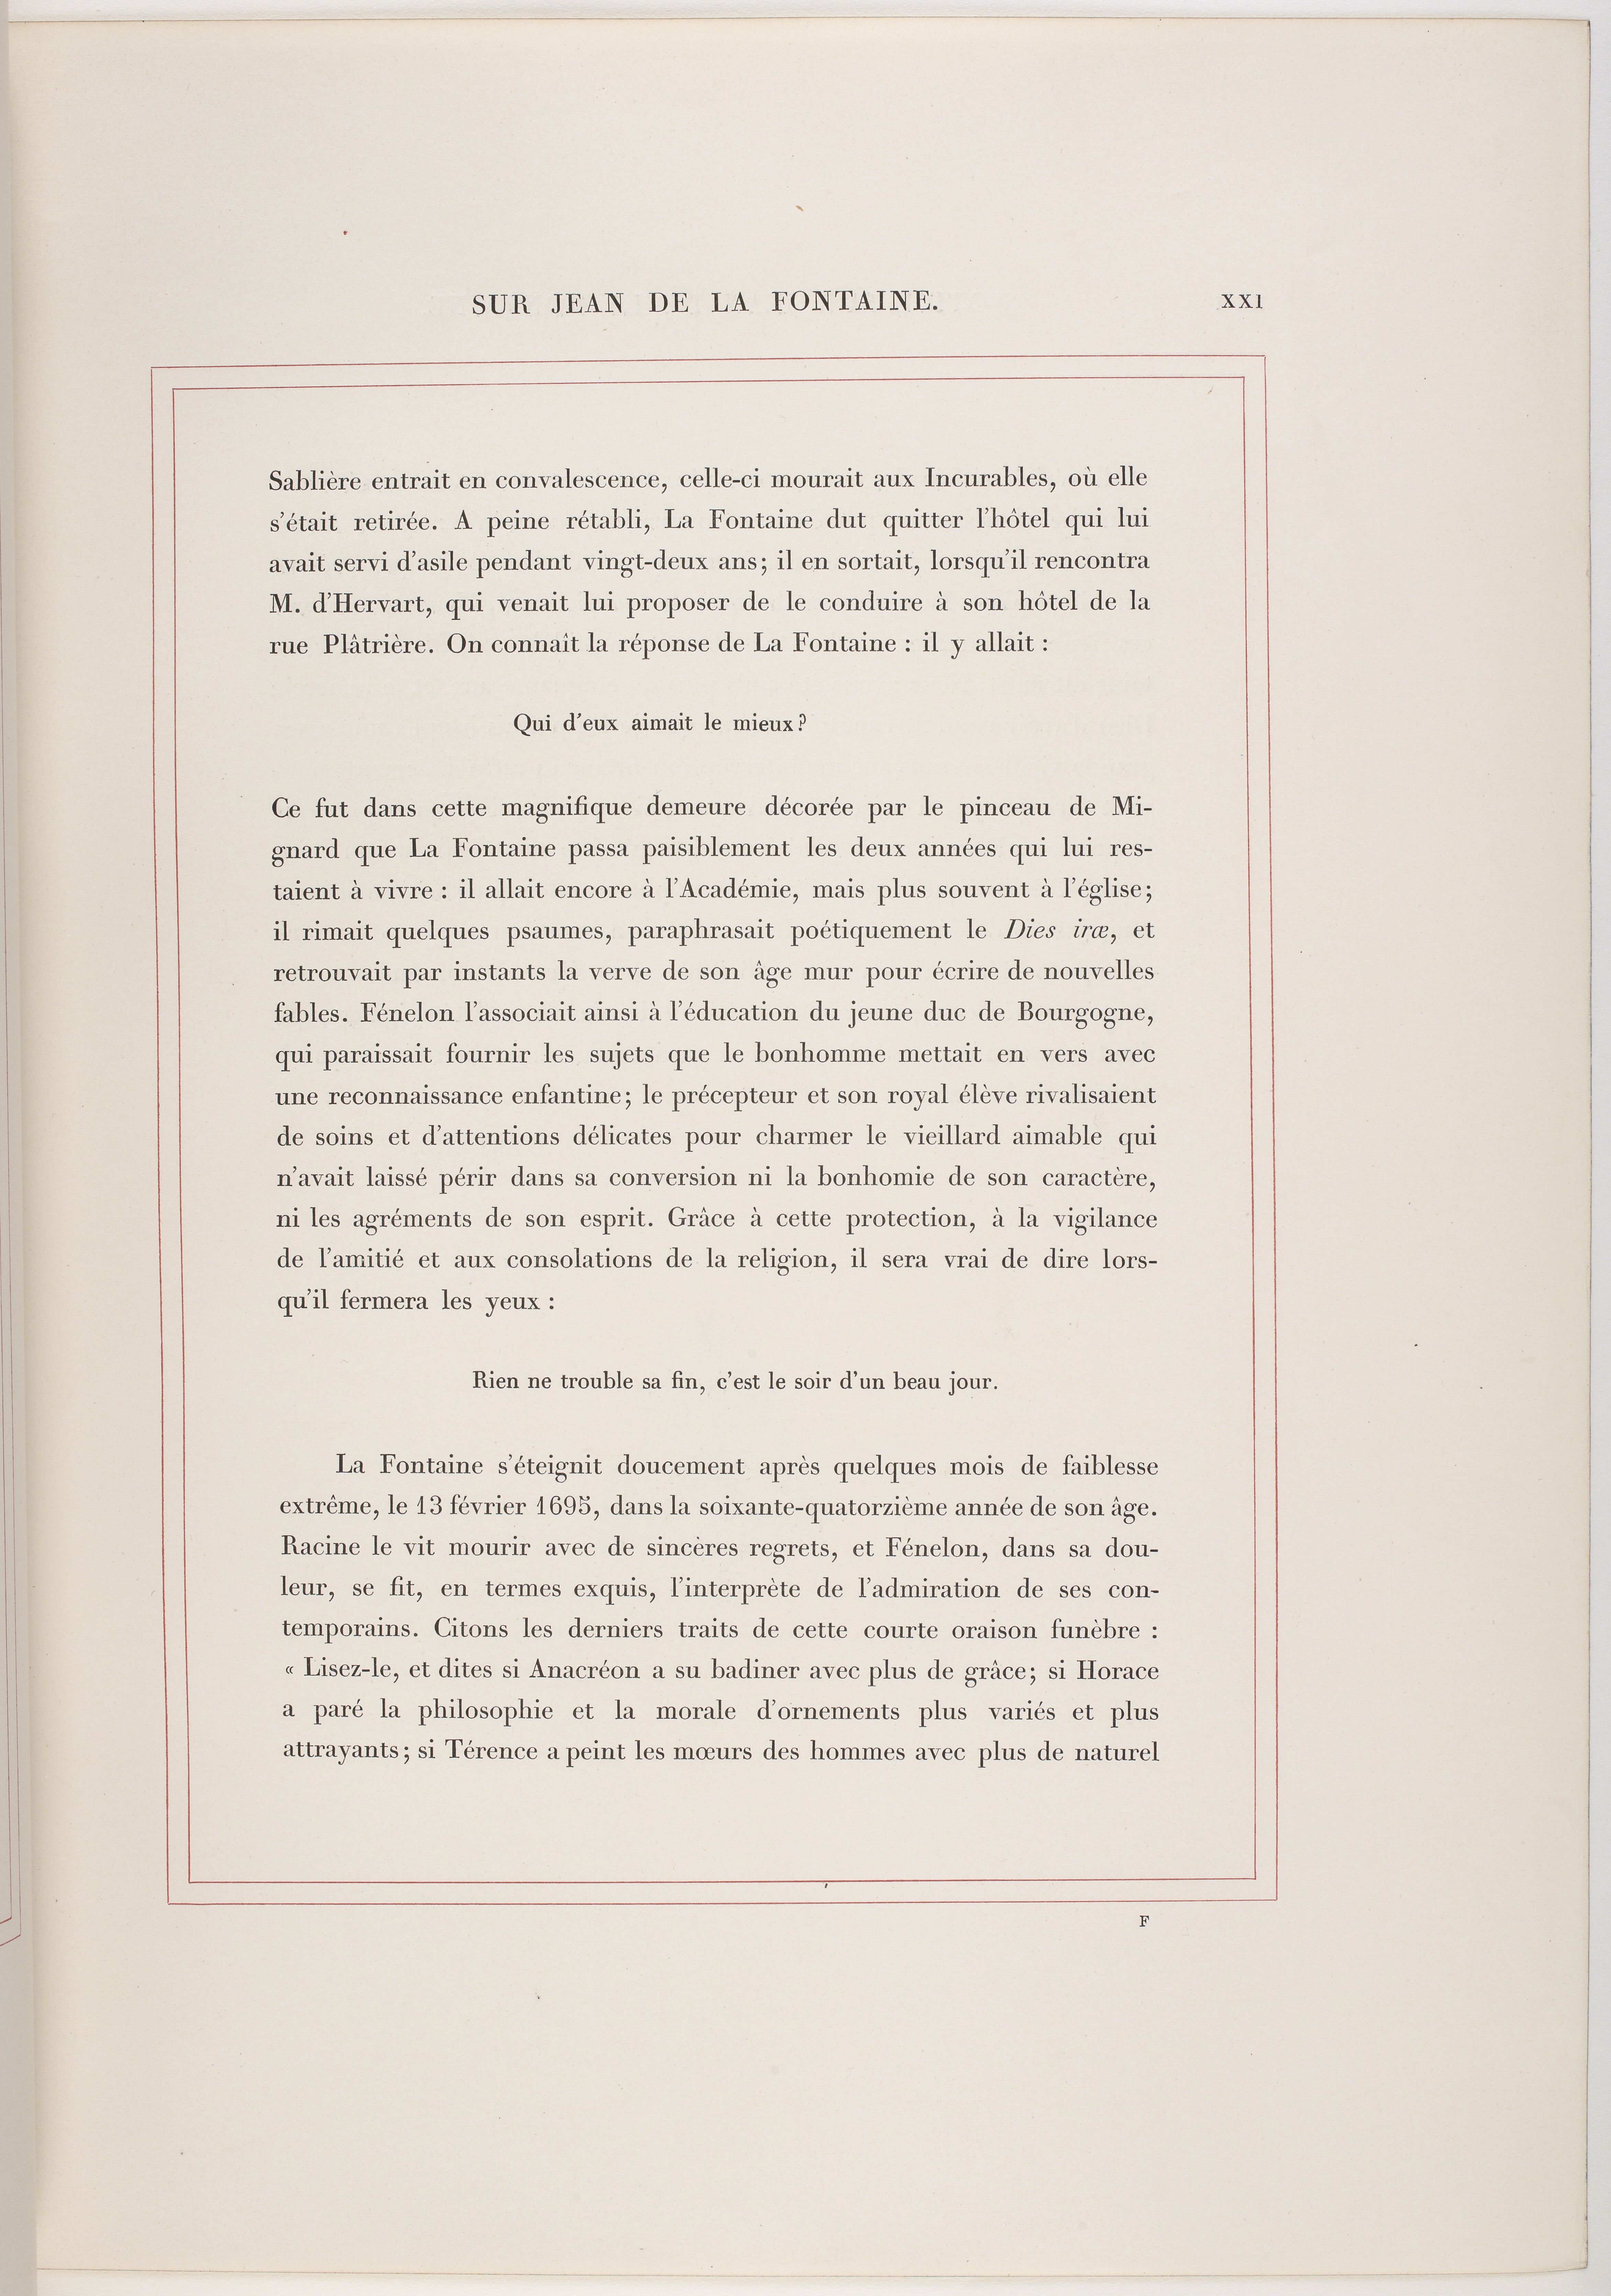 SUR JEAN DE LA FONTAINE. XXI
Sablière entrait en convalescence, celle-ci mourait aux Incurables, où elle
s'était retirée. A peine rétabli, La Fontaine dut quitter l'hôtel qui lui
avait servi d'asile pendant vingt-deux ans; il en sortait, lorsqu'il rencontra
M. d'Hervart, qui venait lui proposer de le conduire à son hôtel de la
rue Plâtrière. On connaît la réponse de La Fontaine : il y allait :
Qui d'eux aimait le mieux?
Ce fut dans cette magnifique demeure décorée par le pinceau de Mi-
gnard que La Fontaine passa paisiblement les deux années qui lui res-
taient à vivre : il allait encore à l'Académie, mais plus souvent à l'église;
il rimait quelques psaumes, paraphrasait poétiquement le Dies iræ, et
retrouvait par instants la verve de son âge mur pour écrire de nouvelles
fables. Fénelon l'associait ainsi à l'éducation du jeune duc de Bourgogne,
qui paraissait fournir les sujets que le bonhomme mettait en vers avec
une reconnaissance enfantine; le précepteur et son royal élève rivalisaient
de soins et d'attentions délicates pour charmer le vieillard aimable qui
n'avait laissé périr dans sa conversion ni la bonhomie de son caractère,
ni les agréments de son esprit. Grâce à cette protection, à la vigilance
de l'amitié et aux consolations de la religion, il sera vrai de dire lors-
qu'il fermera les yeux :
Rien ne trouble sa fin, c'est le soir d'un beau jour.
La Fontaine s'éteignit doucement après quelques mois de faiblesse
extrême, le 13 février 1695, dans la soixante-quatorzième année de son âge.
Racine le vit mourir avec de sincères regrets, et Fénelon, dans sa dou-
leur, se fit, en termes exquis, l'interprète de l'admiration de ses con-
temporains. Citons les derniers traits de cette courte oraison funèbre :
« Lisez-le, et dites si Anacréon a su badiner avec plus de grâce; si Horace
a paré la philosophie et la morale d'ornements plus variés et plus
attrayants; si Térence a peint les mœurs des hommes avec plus de naturel
F